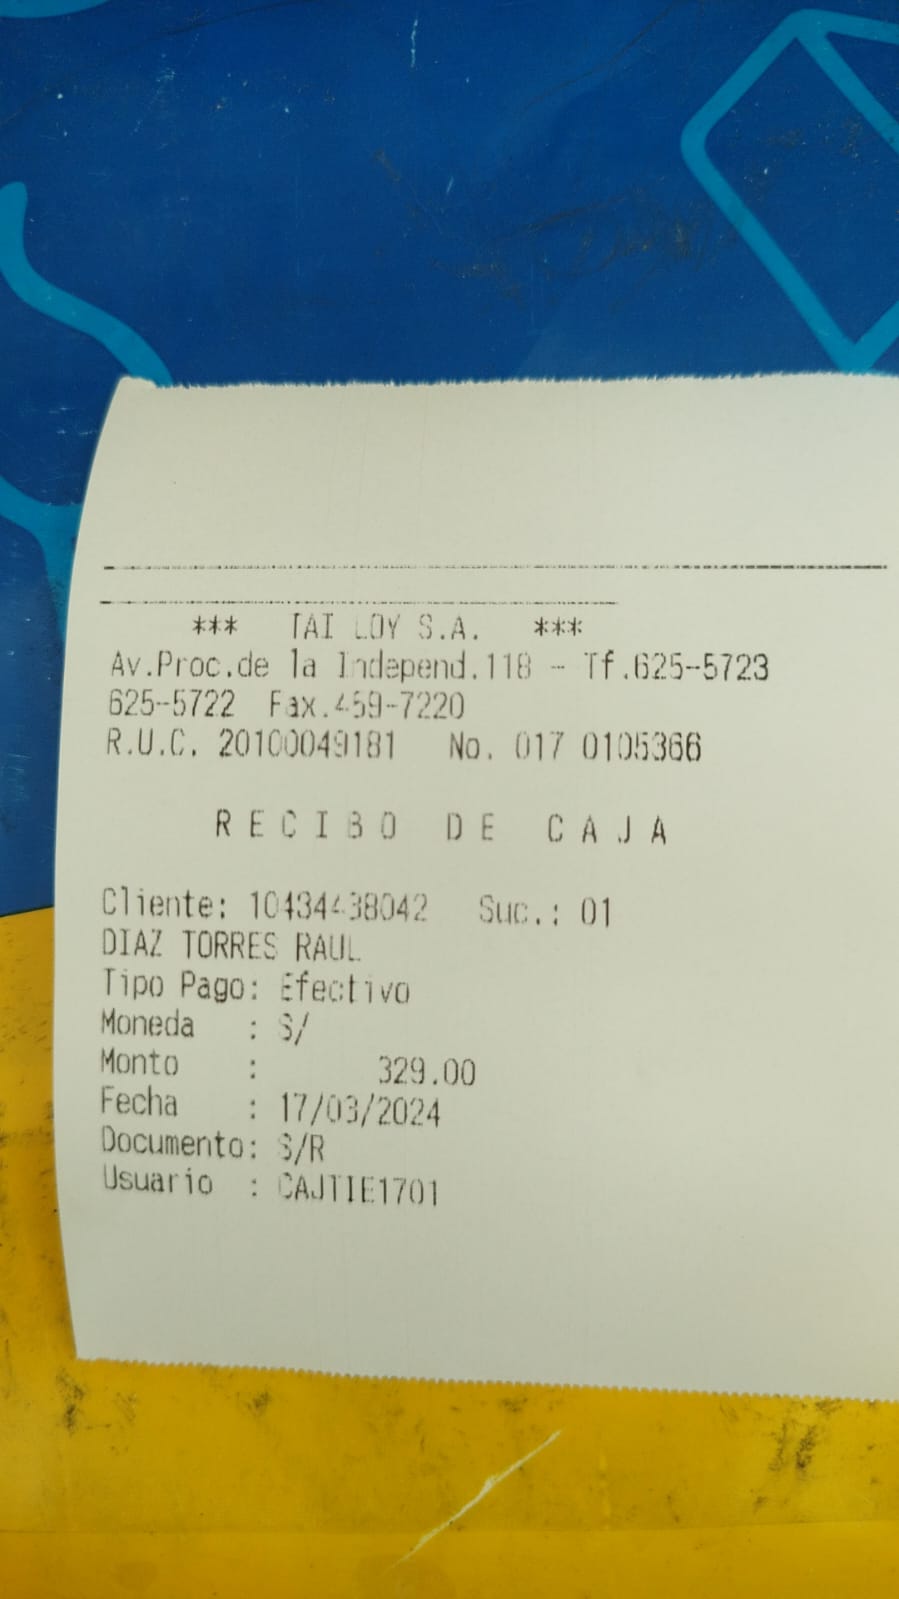 *** TAI LOY S.A. ***
Av.Proc.de la Independ.118 - Tf.625-5723
625-5722 Fax.459-7220
R.U.C. 20100049181 No. 017 0105366
RECIBO DE CAJA
Cliente: 10434438042 Suc.: 01
DIAZ TORRES RAUL
Tipo Pago: Efectivo
Moneda : S/
Monto : 329.00
Fecha : 17/03/2024
Documento: S/R
Usuario : CAJTIE1701